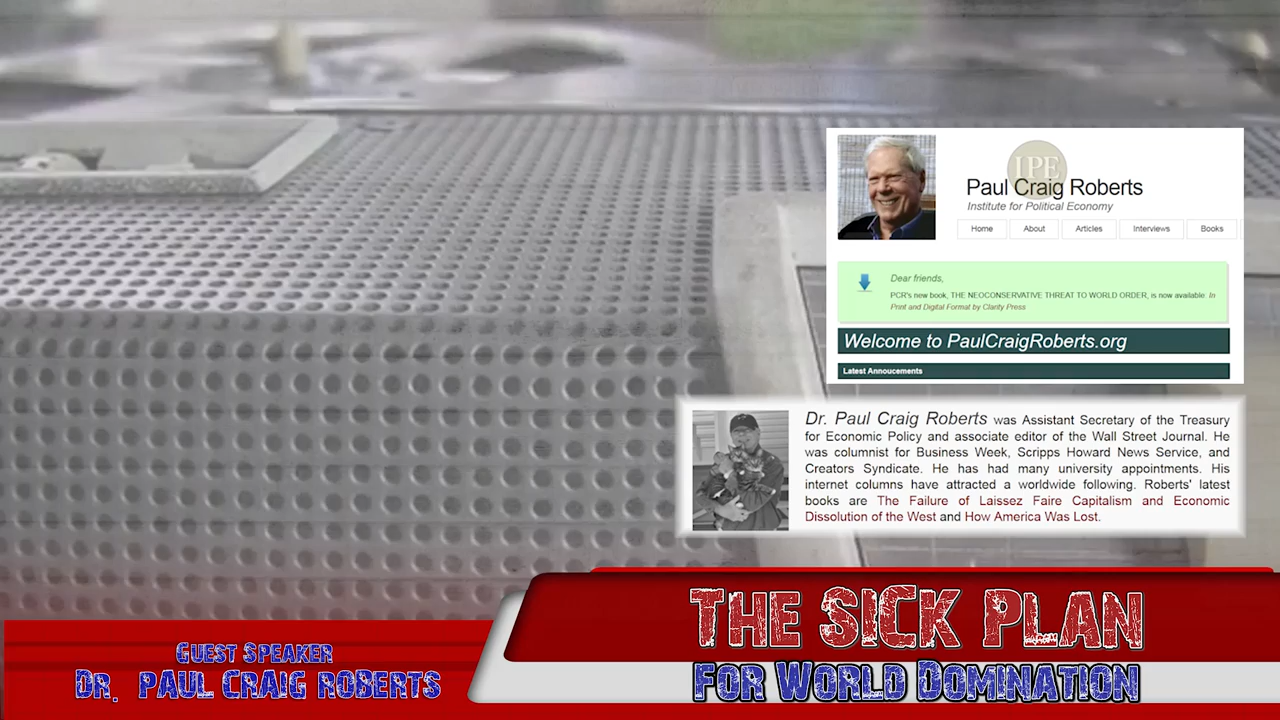 IPE
Paul Craig Roberts
Institute for Political Economy
Home About Articles Interviews Books
Dear friends,
PCR's new book, THE NEOCONSERVATIVE THREAT TO WORLD ORDER, is now available. In
Print and Digital Format by Clarity Press
Welcome to PaulCraigRoberts.org
Latest Annoucements
Dr. Paul Craig Roberts was Assistant Secretary of the Treasury
for Economic Policy and associate editor of the Wall Street Journal. He
was columnist for Business Week, Scripps Howard News Service, and
Creators Syndicate. He has had many university appointments. His
internet columns have attracted a worldwide following. Roberts' latest
books are The Failure of Laissez Faire Capitalism and Economic
Dissolution of the West and How America Was Lost.
THE SICK PLAN
FOR WORLD DOMINATION
GUEST SPEAKER
DR. PAUL CRAIG ROBERTS